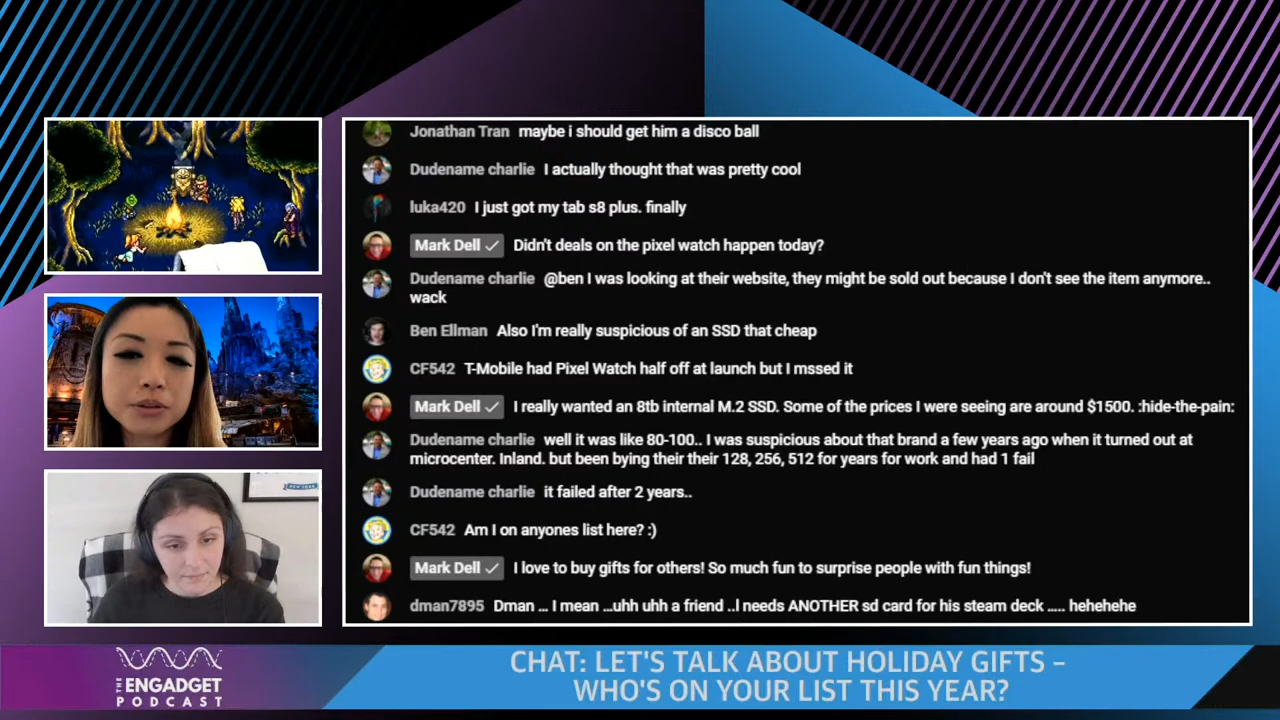 Jonathan Tran maybe i should get him a disco ball
Dudename charlie I actually thought that was pretty cool
luka420 I just got my tab s8 plus. finally
Mark Dell ✓ Didn't deals on the pixel watch happen today?
Dudename charlie @ben I was looking at their website, they might be sold out because I don't see the item anymore..
wack
Ben Ellman Also I'm really suspicious of an SSD that cheap
CF542 T-Mobile had Pixel Watch half off at launch but I mssed it
Mark Dell ✓ I really wanted an 8tb internal M.2 SSD. Some of the prices I were seeing are around $1500. :hide-the-pain:
Dudename charlie well it was like 80-100.. I was suspicious about that brand a few years ago when it turned out at
microcenter. Inland. but been bying their their 128, 256, 512 for years for work and had 1 fail
Dudename charlie it failed after 2 years..
CF542 Am I on anyones list here? :)
Mark Dell ✓ I love to buy gifts for others! So much fun to surprise people with fun things!
dman7895 Dman ... I mean ...uhh uhh a friend ..I needs ANOTHER sd card for his steam deck ..... hehehehe
THE ENGADGET
PODCAST
CHAT: LET'S TALK ABOUT HOLIDAY GIFTS –
WHO'S ON YOUR LIST THIS YEAR?